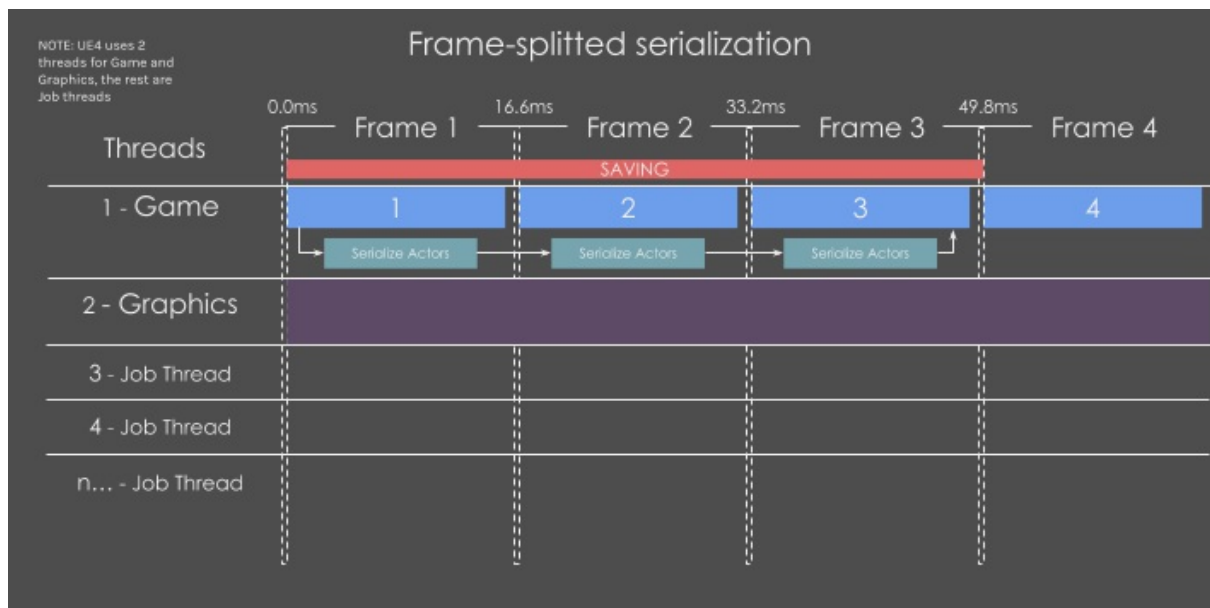 NOTE: UE4 uses 2
threads for Game and
Graphics, the rest are
Job threads
Frame-splitted serialization
0.0ms
16.6ms
33.2ms
49.8ms
Frame 1
Frame 2
Frame 3
Frame 4
Threads
SAVING
1 - Game
1
2
3
4
Serialize Actors
Serialize Actors
Serialize Actors
2 - Graphics
3 - Job Thread
4 - Job Thread
n... - Job Thread